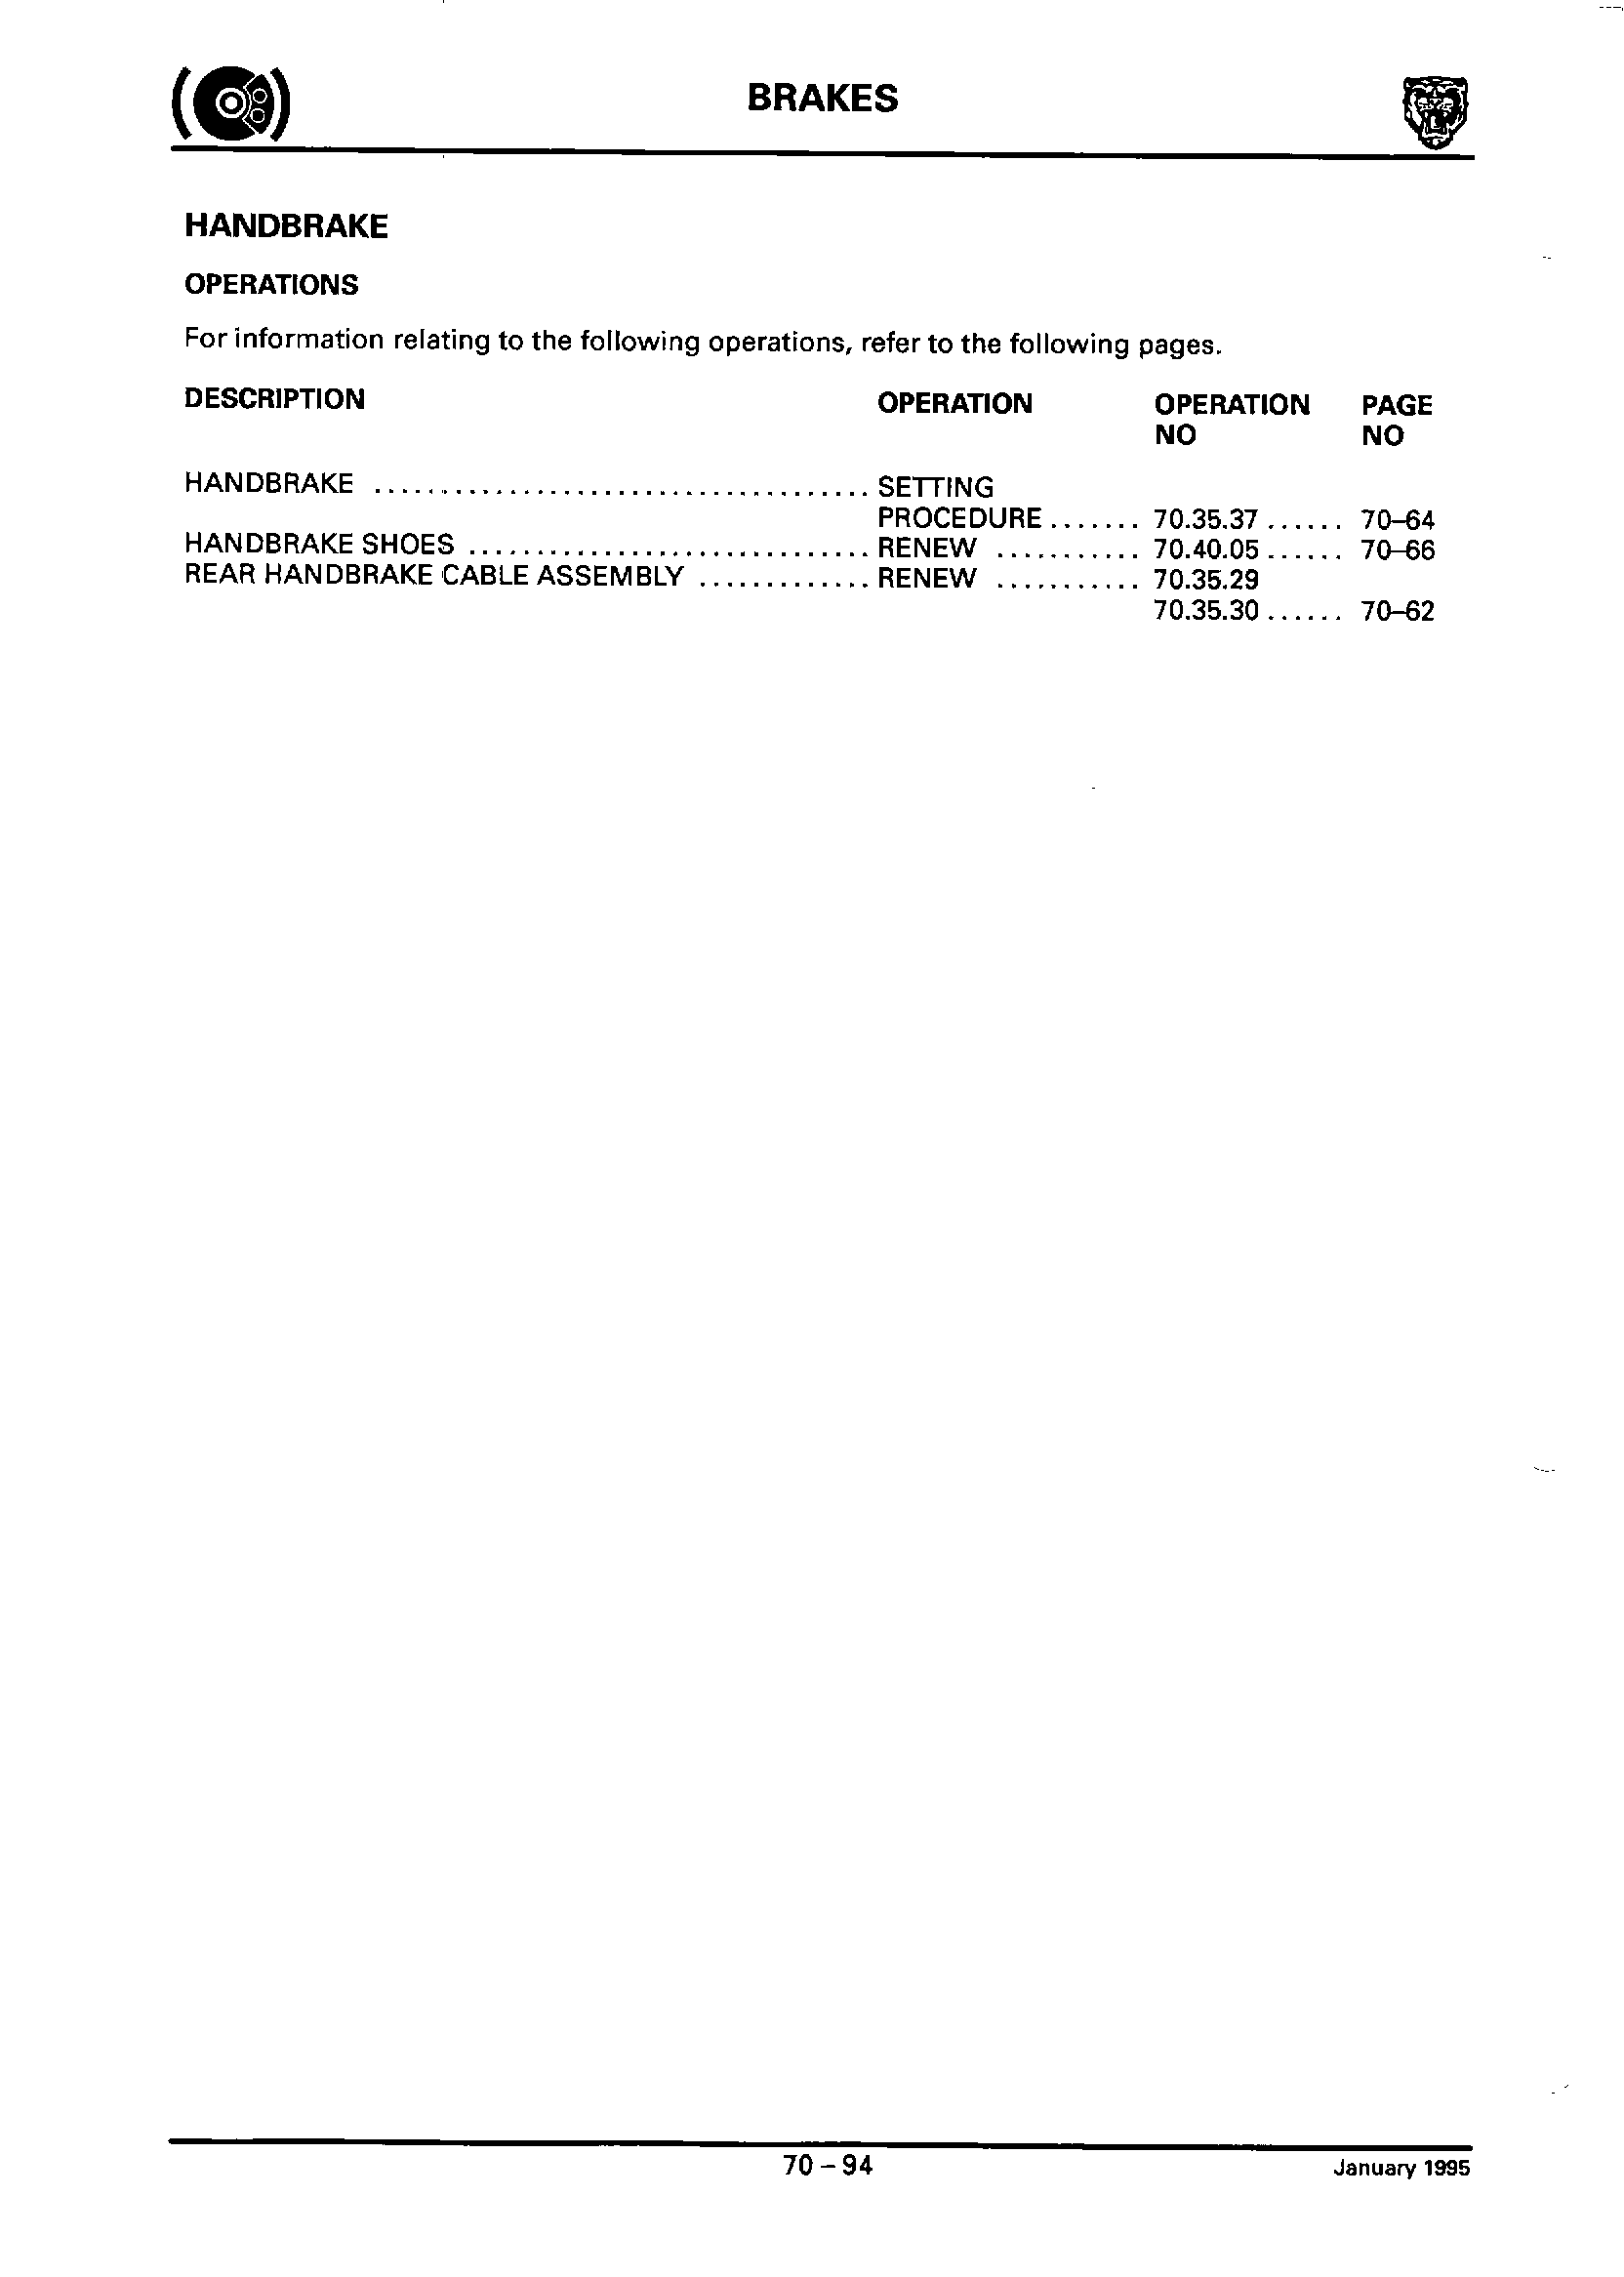 BRAKES
HANDBRAKE
OPERATIONS
For information relating to the following operations, refer to the following pages.
DESCRIPTION OPERATION OPERATION PAGE
NO NO
HANDBRAKE ..................................... SETTING
PROCEDURE ....... 70.35.37 ...... 70–64
HANDBRAKE SHOES .............................. RENEW ........... 70.40.05 ...... 70–66
REAR HANDBRAKE CABLE ASSEMBLY ............. RENEW ........... 70.35.29
70.35.30 ...... 70–62
70 – 94
January 1995